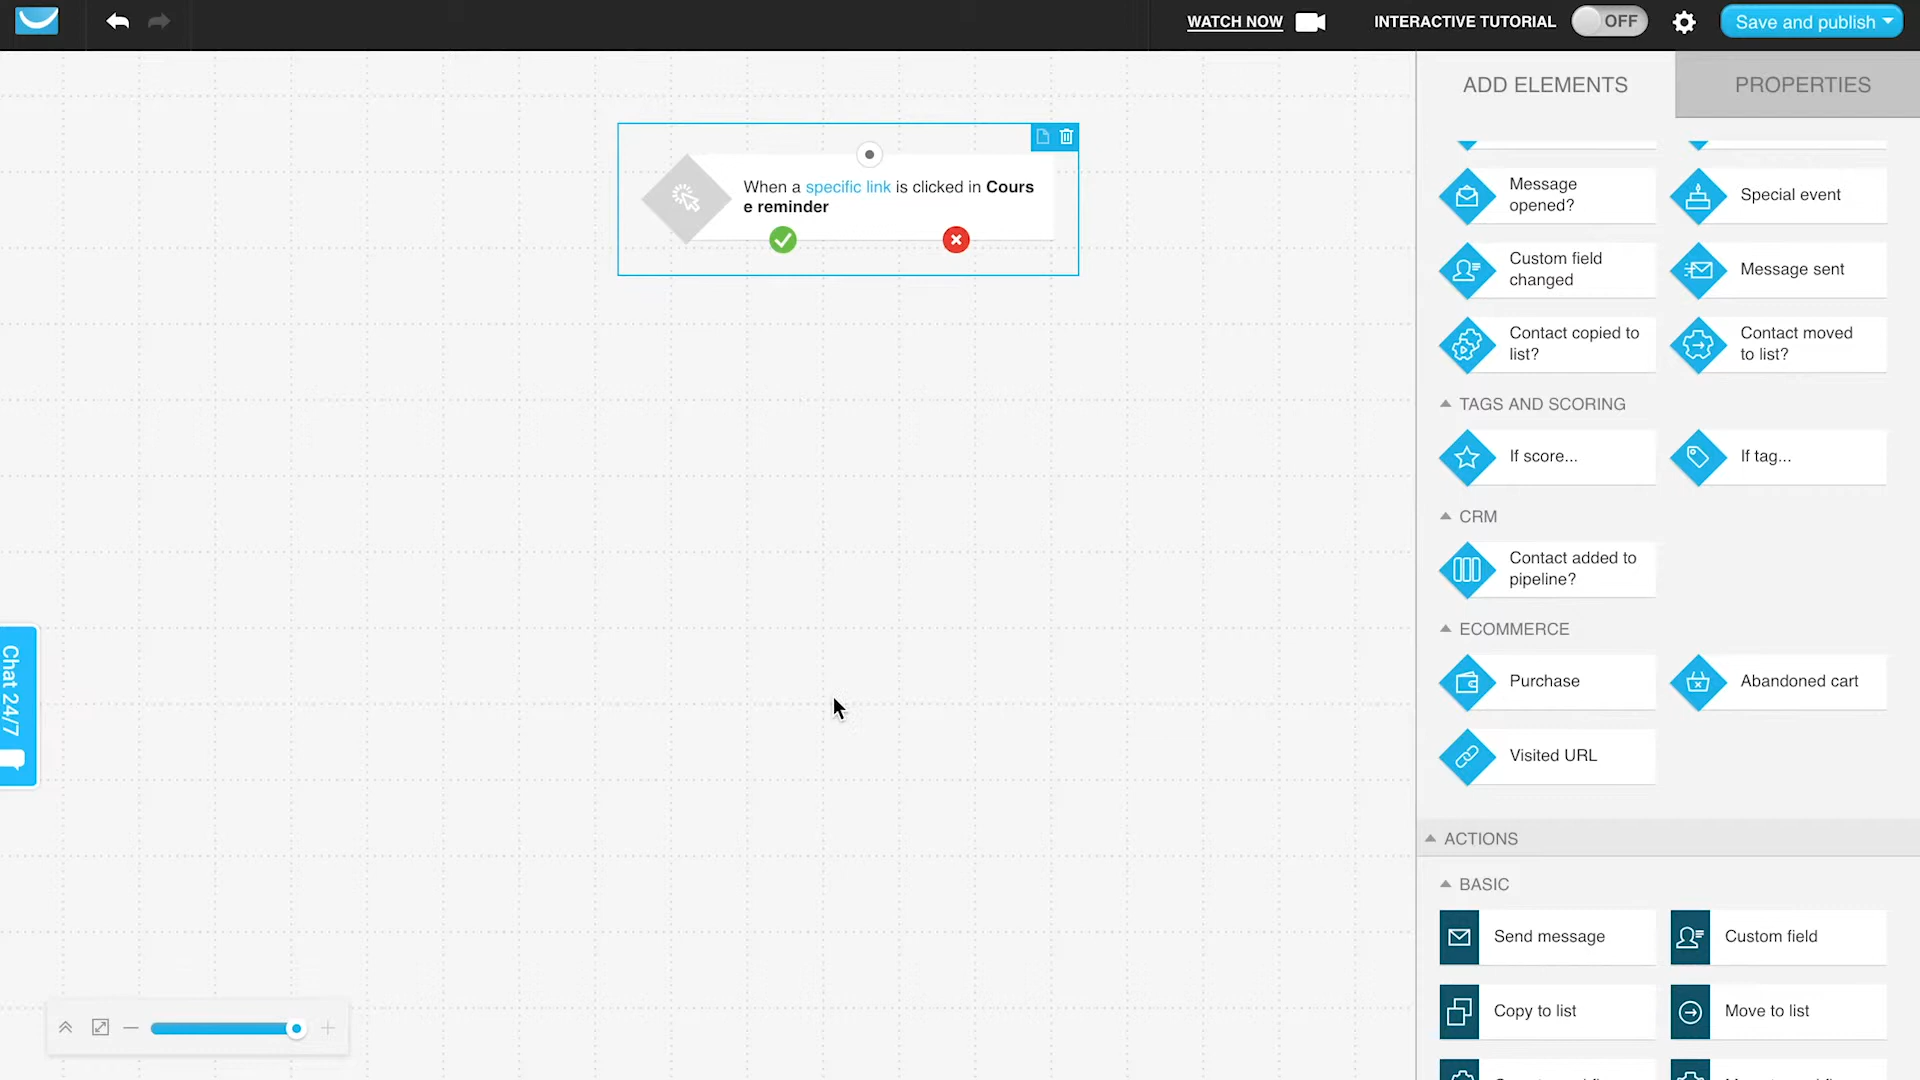 WATCH NOW
INTERACTIVE TUTORIAL
OFF
Save and publish
ADD ELEMENTS
PROPERTIES
When a specific link is clicked in Cours
e reminder
Message
opened?
Special event
Custom field
changed
Message sent
Contact copied to
list?
Contact moved
to list?
TAGS AND SCORING
If score...
If tag...
CRM
Contact added to
pipeline?
ECOMMERCE
Purchase
Abandoned cart
Visited URL
ACTIONS
BASIC
Send message
Custom field
Copy to list
Move to list
Chat 24/7